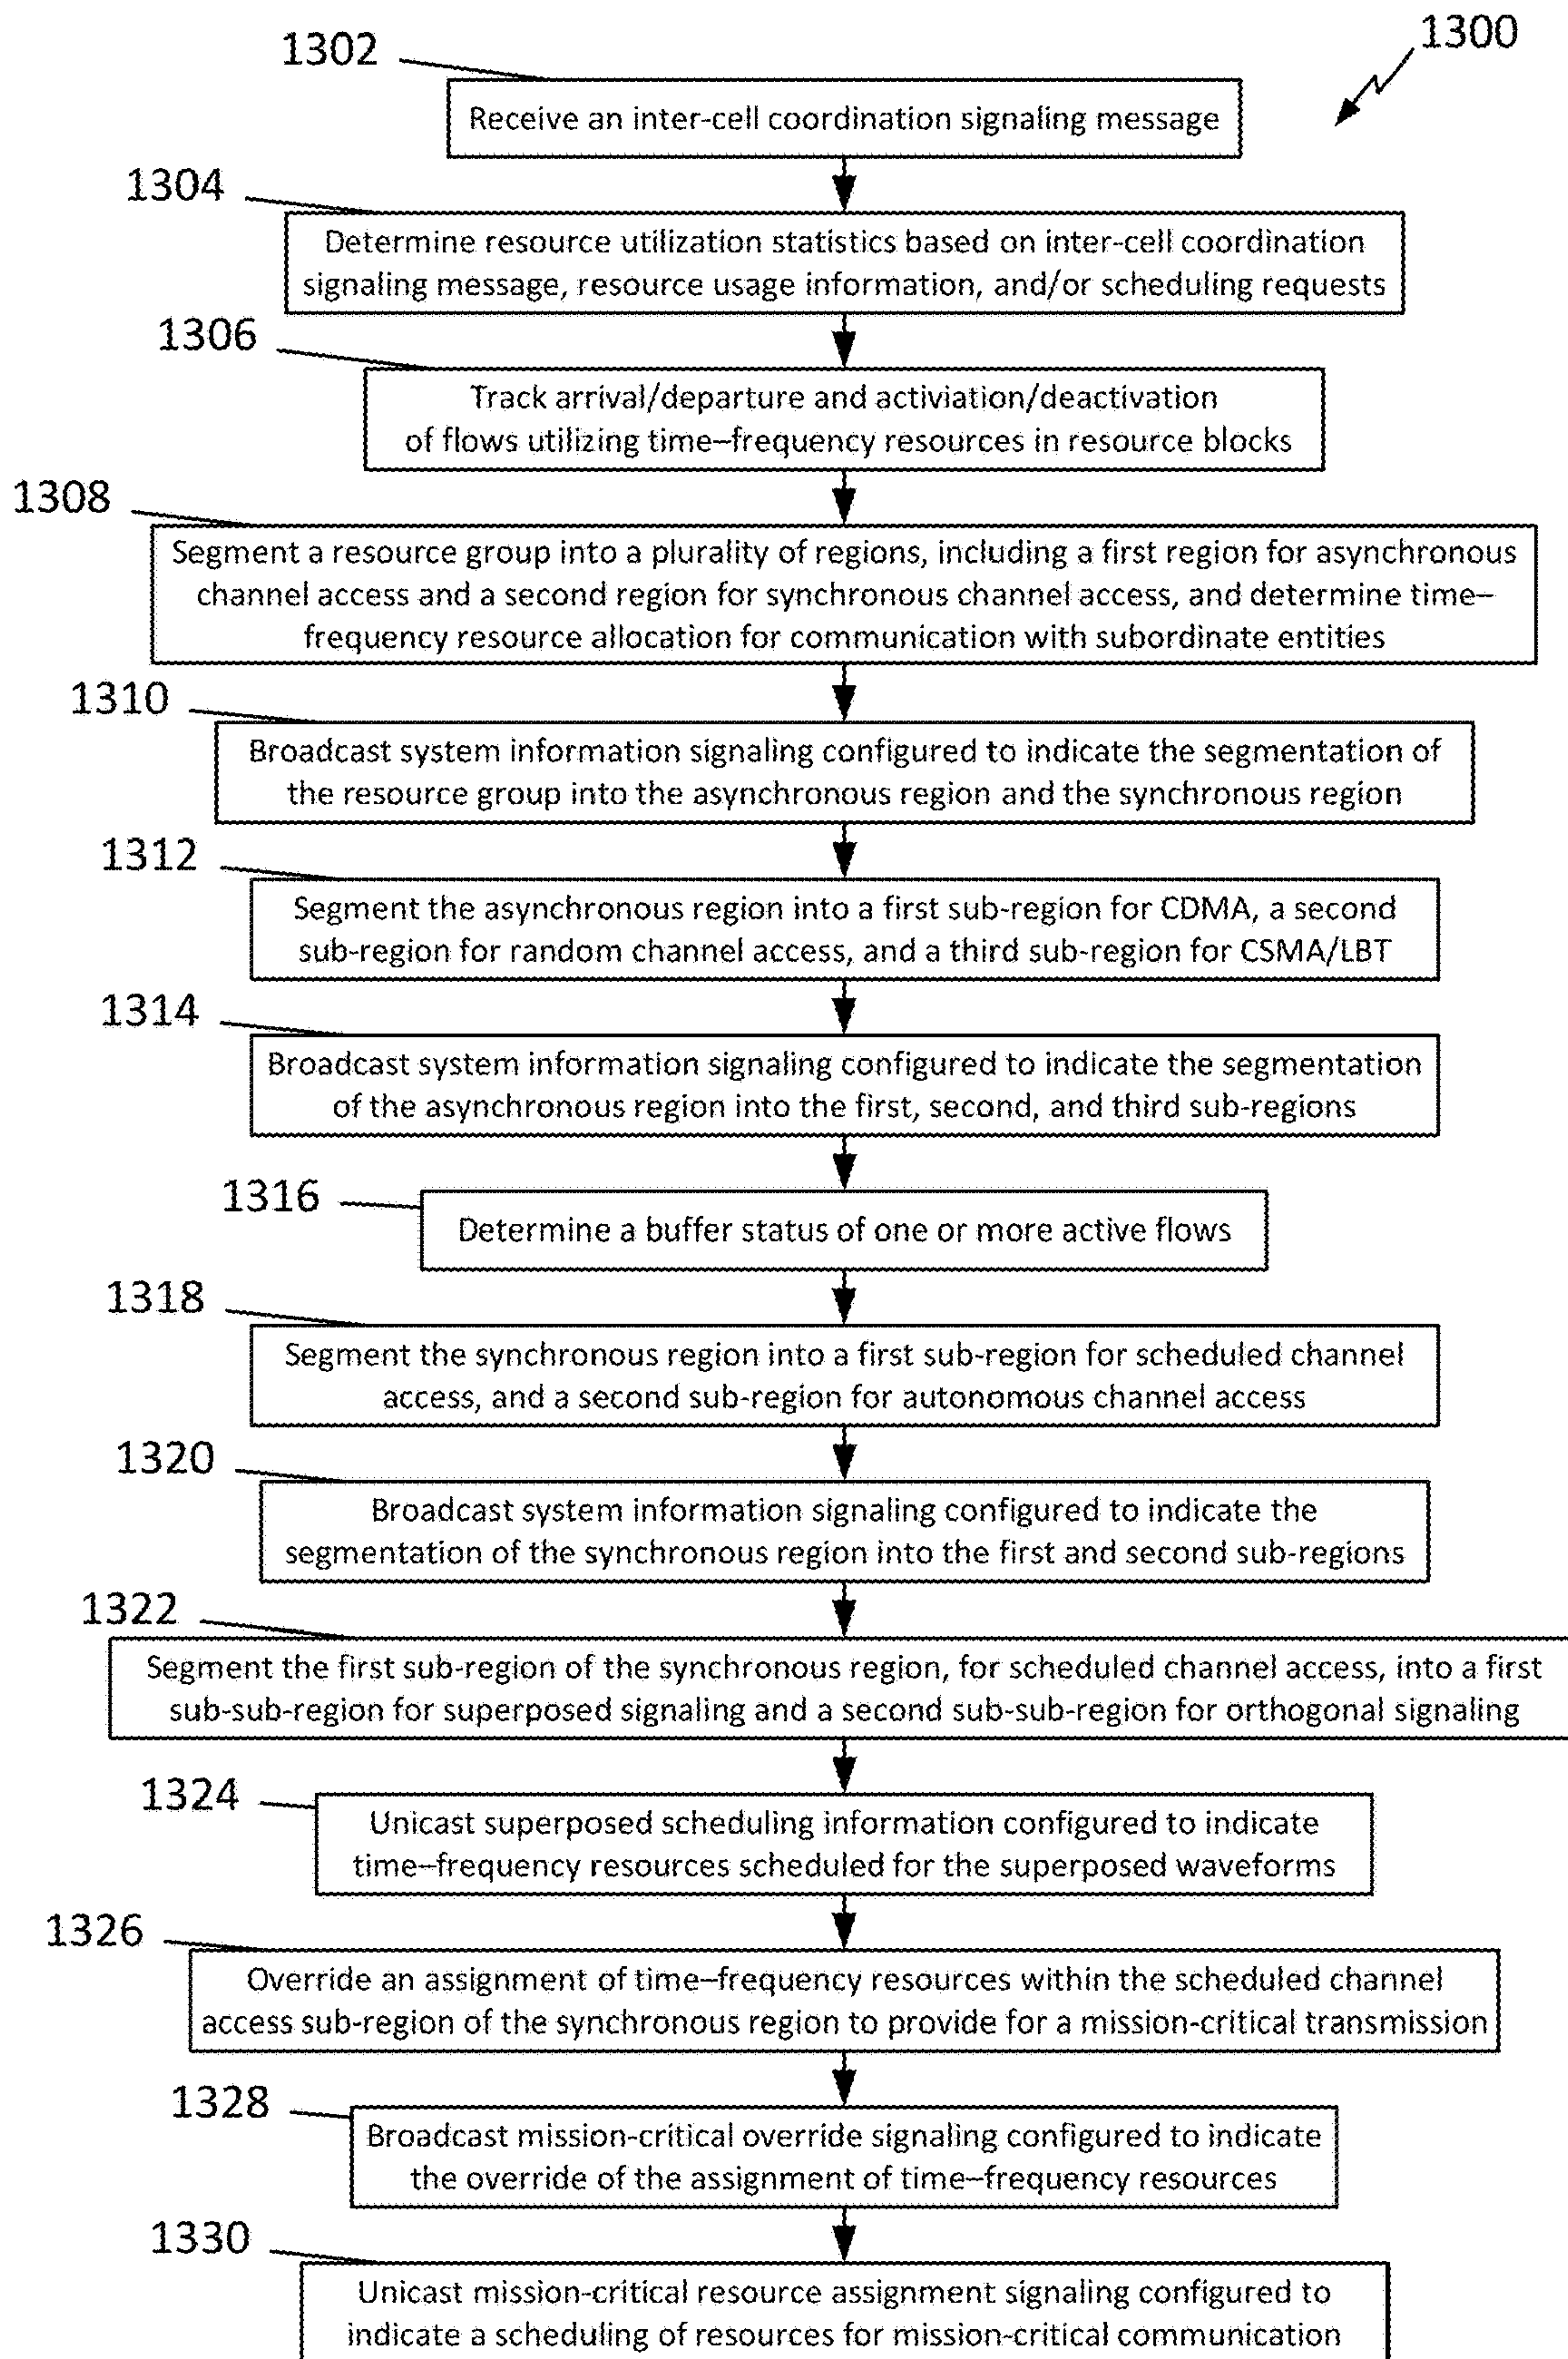 1300
1302
Receive an inter-cell coordination signaling message
1304
Determine resource utilization statistics based on inter-cell coordination
signaling message, resource usage information, and/or scheduling requests
1306
Track arrival/departure and activiation/deactivation
of flows utilizing time–frequency resources in resource blocks
1308
Segment a resource group into a plurality of regions, including a first region for asynchronous
channel access and a second region for synchronous channel access, and determine time–
frequency resource allocation for communication with subordinate entities
1310
Broadcast system information signaling configured to indicate the segmentation of
the resource group into the asynchronous region and the synchronous region
1312
Segment the asynchronous region into a first sub-region for CDMA, a second
sub-region for random channel access, and a third sub-region for CSMA/LBT
1314
Broadcast system information signaling configured to indicate the segmentation
of the asynchronous region into the first, second, and third sub-regions
1316
Determine a buffer status of one or more active flows
1318
Segment the synchronous region into a first sub-region for scheduled channel
access, and a second sub-region for autonomous channel access
1320
Broadcast system information signaling configured to indicate the
segmentation of the synchronous region into the first and second sub-regions
1322
Segment the first sub-region of the synchronous region, for scheduled channel access, into a first
sub-sub-region for superposed signaling and a second sub-sub-region for orthogonal signaling
1324
Unicast superposed scheduling information configured to indicate
time–frequency resources scheduled for the superposed waveforms
1326
Override an assignment of time–frequency resources within the scheduled channel
access sub-region of the synchronous region to provide for a mission-critical transmission
1328
Broadcast mission-critical override signaling configured to indicate
the override of the assignment of time–frequency resources
1330
Unicast mission-critical resource assignment signaling configured to
indicate a scheduling of resources for mission-critical communication